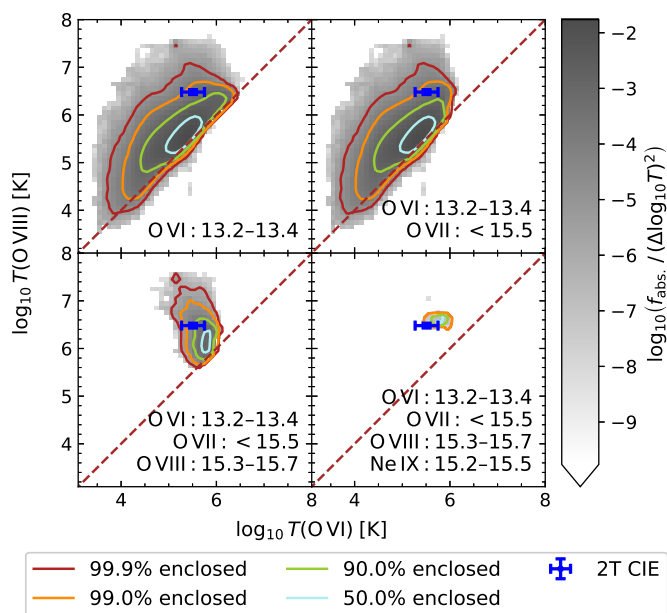 8
7
6
5
4
O VI : 13.2–13.4
O VI : 13.2–13.4
O VII : < 15.5
8
7
6
5
4
O VI : 13.2–13.4
O VII : < 15.5
O VIII : 15.3–15.7
O VI : 13.2–13.4
O VII : < 15.5
O VIII : 15.3–15.7
Ne IX : 15.2–15.5
4 6 8
4 6 8
log₁₀ T(O VIII) [K]
log₁₀ T(O VI) [K]
−2
−3
−4
−5
−6
−7
−8
−9
log₁₀(f_abs. / (Δlog₁₀T)²)
99.9% enclosed
99.0% enclosed
90.0% enclosed
50.0% enclosed
2T CIE